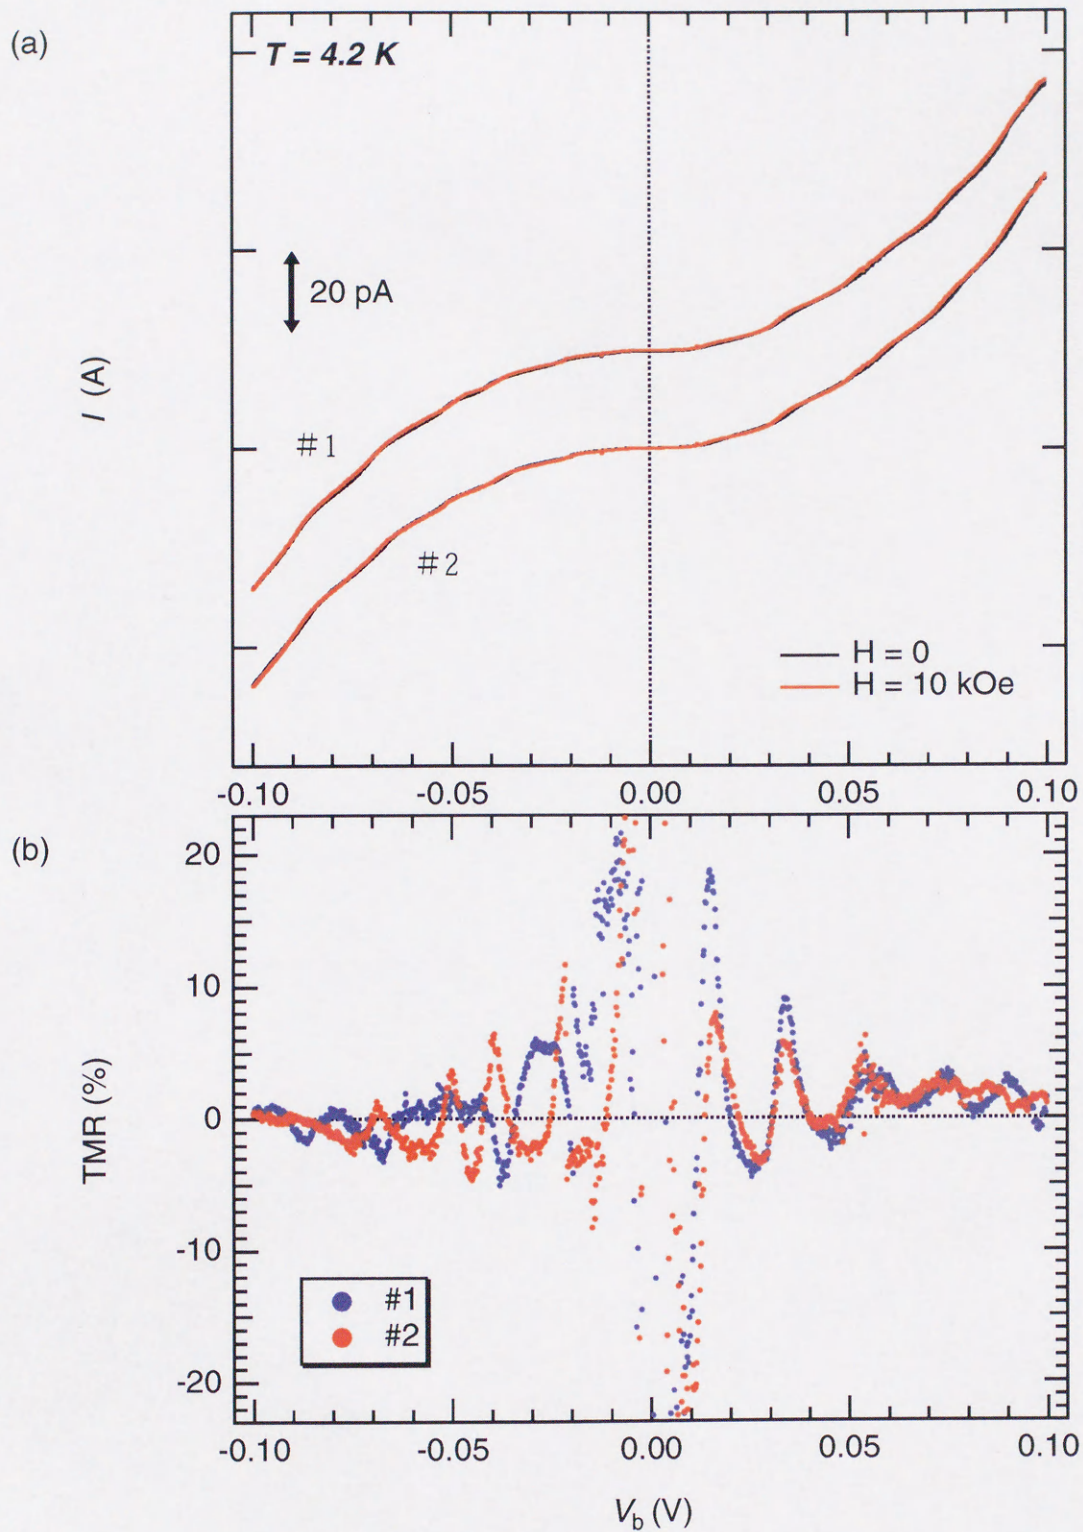 (a)
T = 4.2 K
20 pA
I (A)
#1
#2
H = 0
H = 10 kOe
-0.10 -0.05 0.00 0.05 0.10
(b)
20
10
0
-10
-20
TMR (%)
#1
#2
-0.10 -0.05 0.00 0.05 0.10
Vb (V)